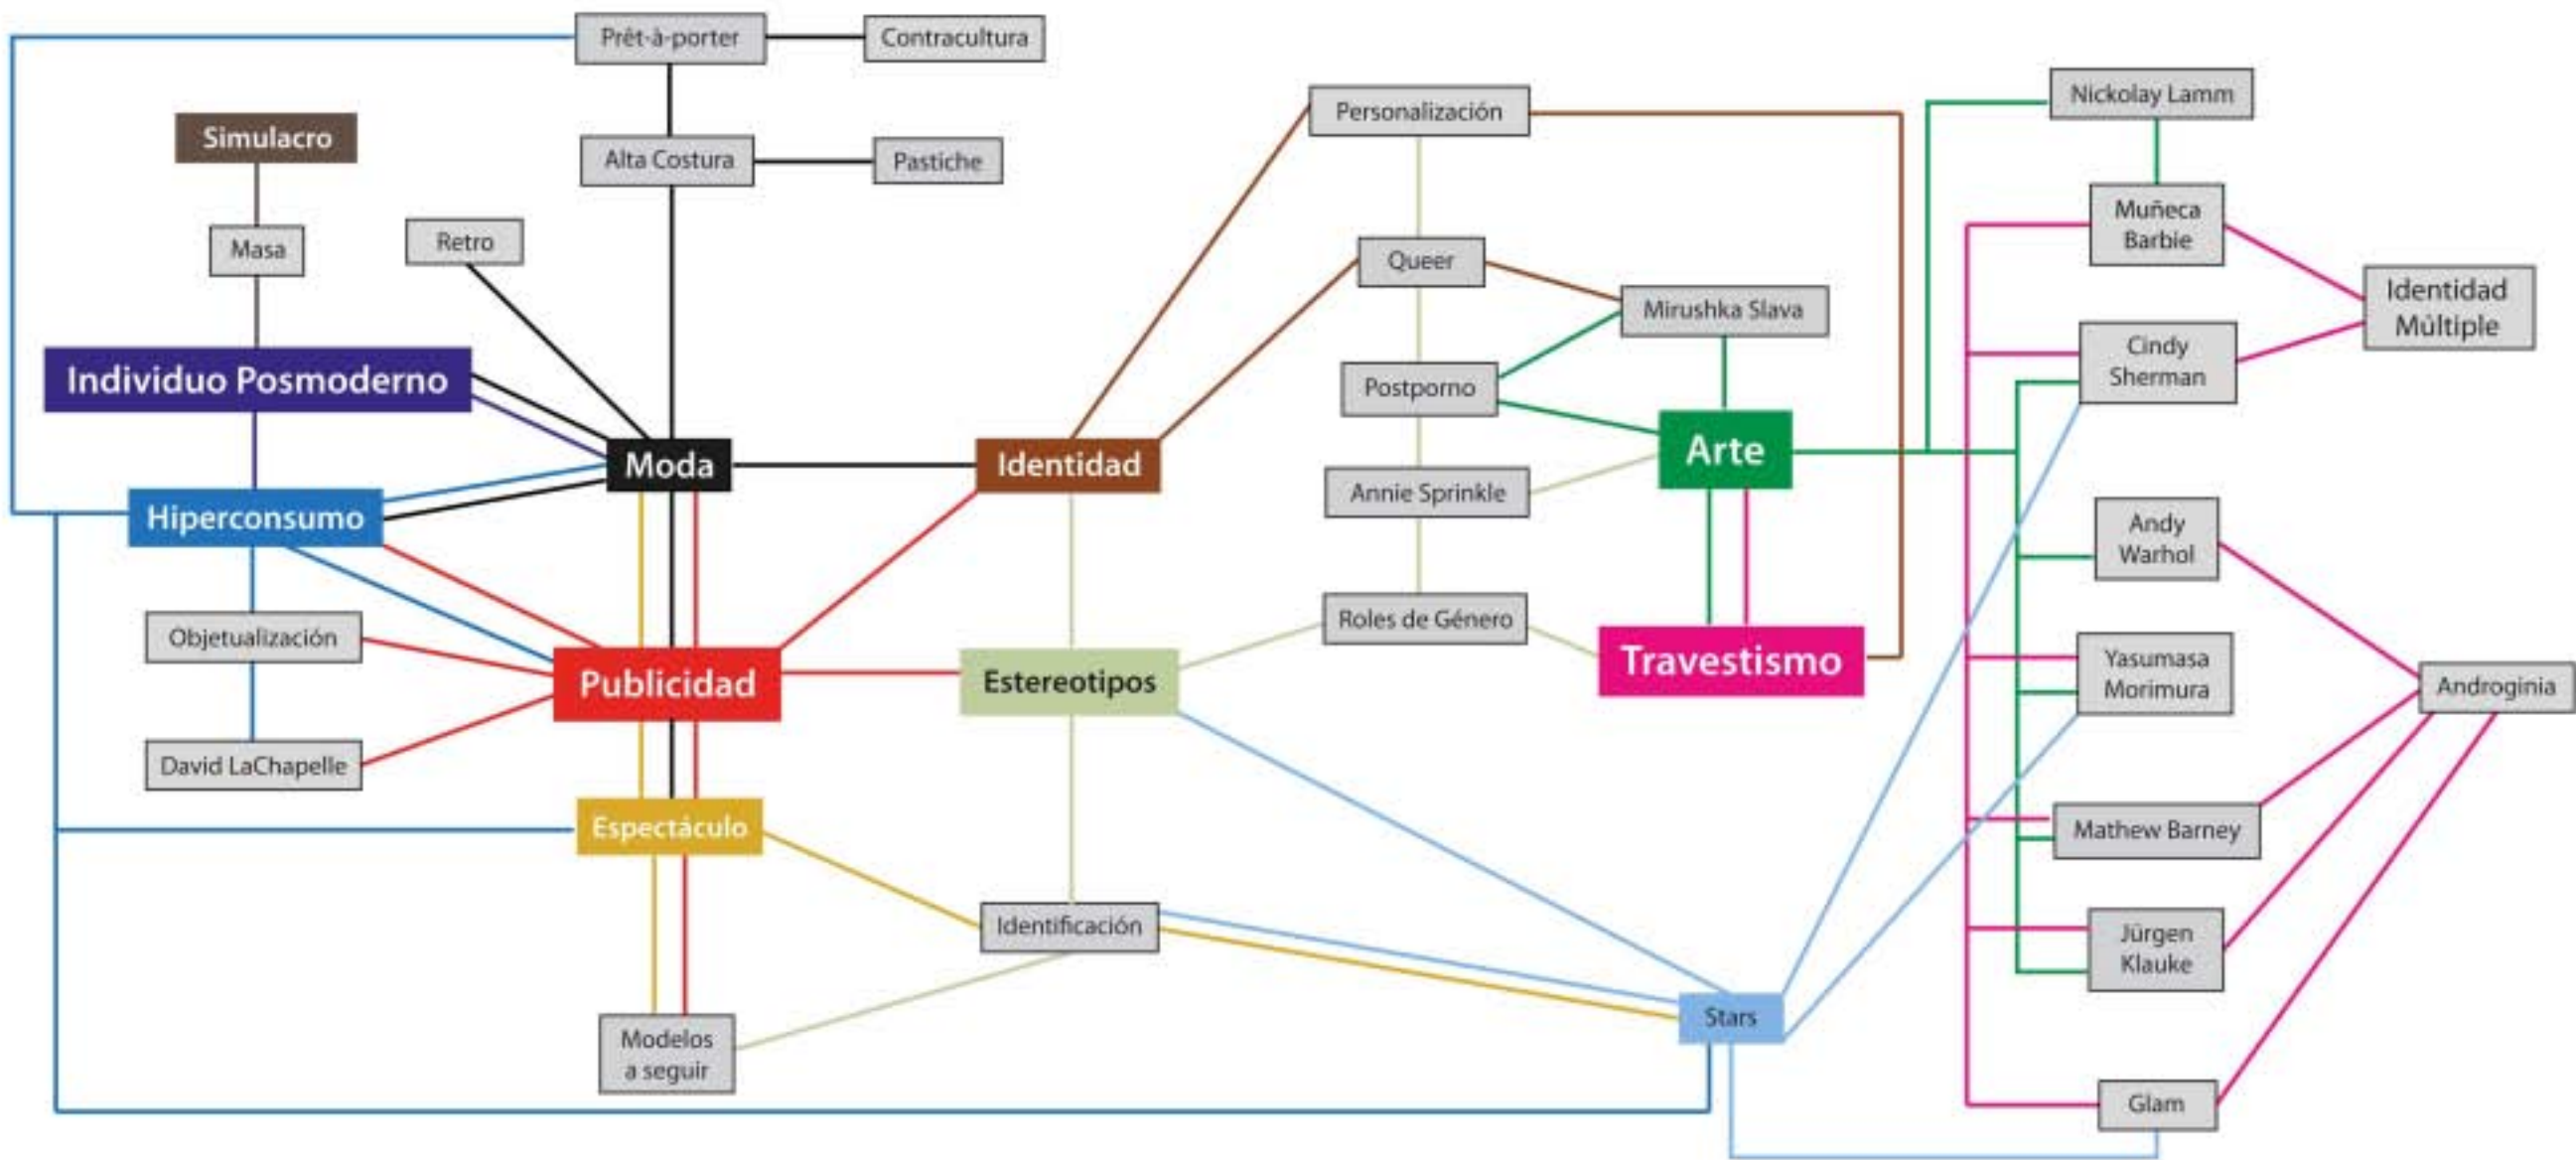 Prêt-à-porter
Contracultura
Simulacro
Alta Costura
Pastiche
Masa
Retro
Individuo Posmoderno
Moda
Hiperconsumo
Objetualización
Publicidad
David LaChapelle
Espectáculo
Modelos
a seguir
Identidad
Estereotipos
Identificación
Personalización
Queer
Mirushka Slava
Postporno
Arte
Annie Sprinkle
Roles de Género
Travestismo
Stars
Nickolay Lamm
Muñeca
Barbie
Identidad
Múltiple
Cindy
Sherman
Andy
Warhol
Yasumasa
Morimura
Androginia
Mathew Barney
Jürgen
Klauke
Glam